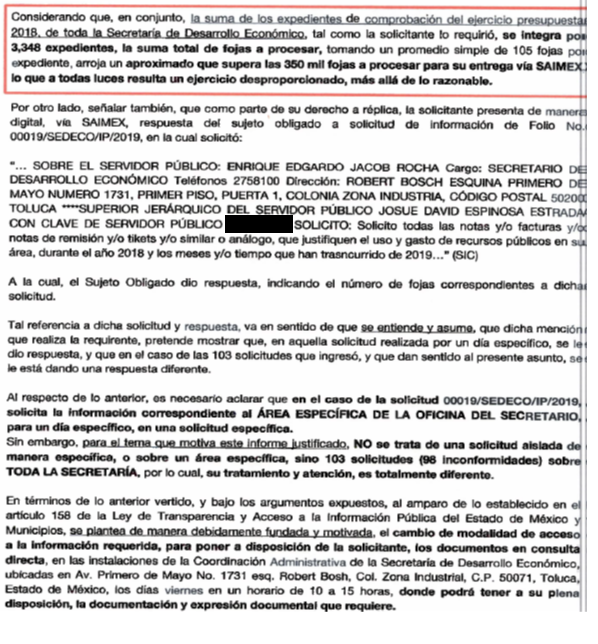 Considerando que, en conjunto, la suma de los expedientes de comprobación del ejercicio presupuestal
2018, de toda la Secretaría de Desarrollo Económico, tal como la solicitante lo requirió, se integra por
3,348 expedientes, la suma total de fojas a procesar, tomando un promedio simple de 105 fojas por
expediente, arroja un aproximado que supera las 350 mil fojas a procesar para su entrega vía SAIMEX,
lo que a todas luces resulta un ejercicio desproporcionado, más allá de lo razonable.
Por otro lado, señalar también, que como parte de su derecho a réplica, la solicitante presenta de manera
digital, vía SAIMEX, respuesta del sujeto obligado a solicitud de información de Folio No.
00019/SEDECO/IP/2019, en la cual solicitó:
"... SOBRE EL SERVIDOR PÚBLICO: ENRIQUE EDGARDO JACOB ROCHA Cargo: SECRETARIO DE
DESARROLLO ECONÓMICO Teléfonos 2758100 Dirección: ROBERT BOSCH ESQUINA PRIMERO DE
MAYO NUMERO 1731, PRIMER PISO, PUERTA 1, COLONIA ZONA INDUSTRIA, CÓDIGO POSTAL 50200
TOLUCA ****SUPERIOR JERÁRQUICO DEL SERVIDOR PÚBLICO JOSUE DAVID ESPINOSA ESTRADA
CON CLAVE DE SERVIDOR PÚBLICO SOLICITO: Solicito todas las notas y/o facturas y/o
notas de remisión y/o tikets y/o similar o análogo, que justifiquen el uso y gasto de recursos públicos en su
área, durante el año 2018 y los meses y/o tiempo que han trasncurrido de 2019..." (SIC)
A la cual, el Sujeto Obligado dio respuesta, indicando el número de fojas correspondientes a dicha
solicitud.
Tal referencia a dicha solicitud y respuesta, va en sentido de que se entiende y asume, que dicha mención
que realiza la requirente, pretende mostrar que, en aquella solicitud realizada por un día específico, se le
dio respuesta, y que en el caso de las 103 solicitudes que ingresó, y que dan sentido al presente asunto, se
le está dando una respuesta diferente.
Al respecto de lo anterior, es necesario aclarar que en el caso de la solicitud 00019/SEDECO/IP/2019,
solicita la información correspondiente al ÁREA ESPECÍFICA DE LA OFICINA DEL SECRETARIO,
para un día específico, en una solicitud específica.
Sin embargo, para el tema que motiva este informe justificado, NO se trata de una solicitud aislada de
manera específica, o sobre un área específica, sino 103 solicitudes (98 inconformidades) sobre
TODA LA SECRETARÍA, por lo cual, su tratamiento y atención, es totalmente diferente.
En términos de lo anterior vertido, y bajo los argumentos expuestos, al amparo de lo establecido en el
artículo 158 de la Ley de Transparencia y Acceso a la Información Pública del Estado de México y
Municipios, se plantea de manera debidamente fundada y motivada, el cambio de modalidad de acceso
a la información requerida, para poner a disposición de la solicitante, los documentos en consulta
directa, en las instalaciones de la Coordinación Administrativa de la Secretaría de Desarrollo Económico,
ubicadas en Av. Primero de Mayo No. 1731 esq. Robert Bosh, Col. Zona Industrial, C.P. 50071, Toluca,
Estado de México, los días viernes en un horario de 10 a 15 horas, donde podrá tener a su plena
disposición, la documentación y expresión documental que requiere.